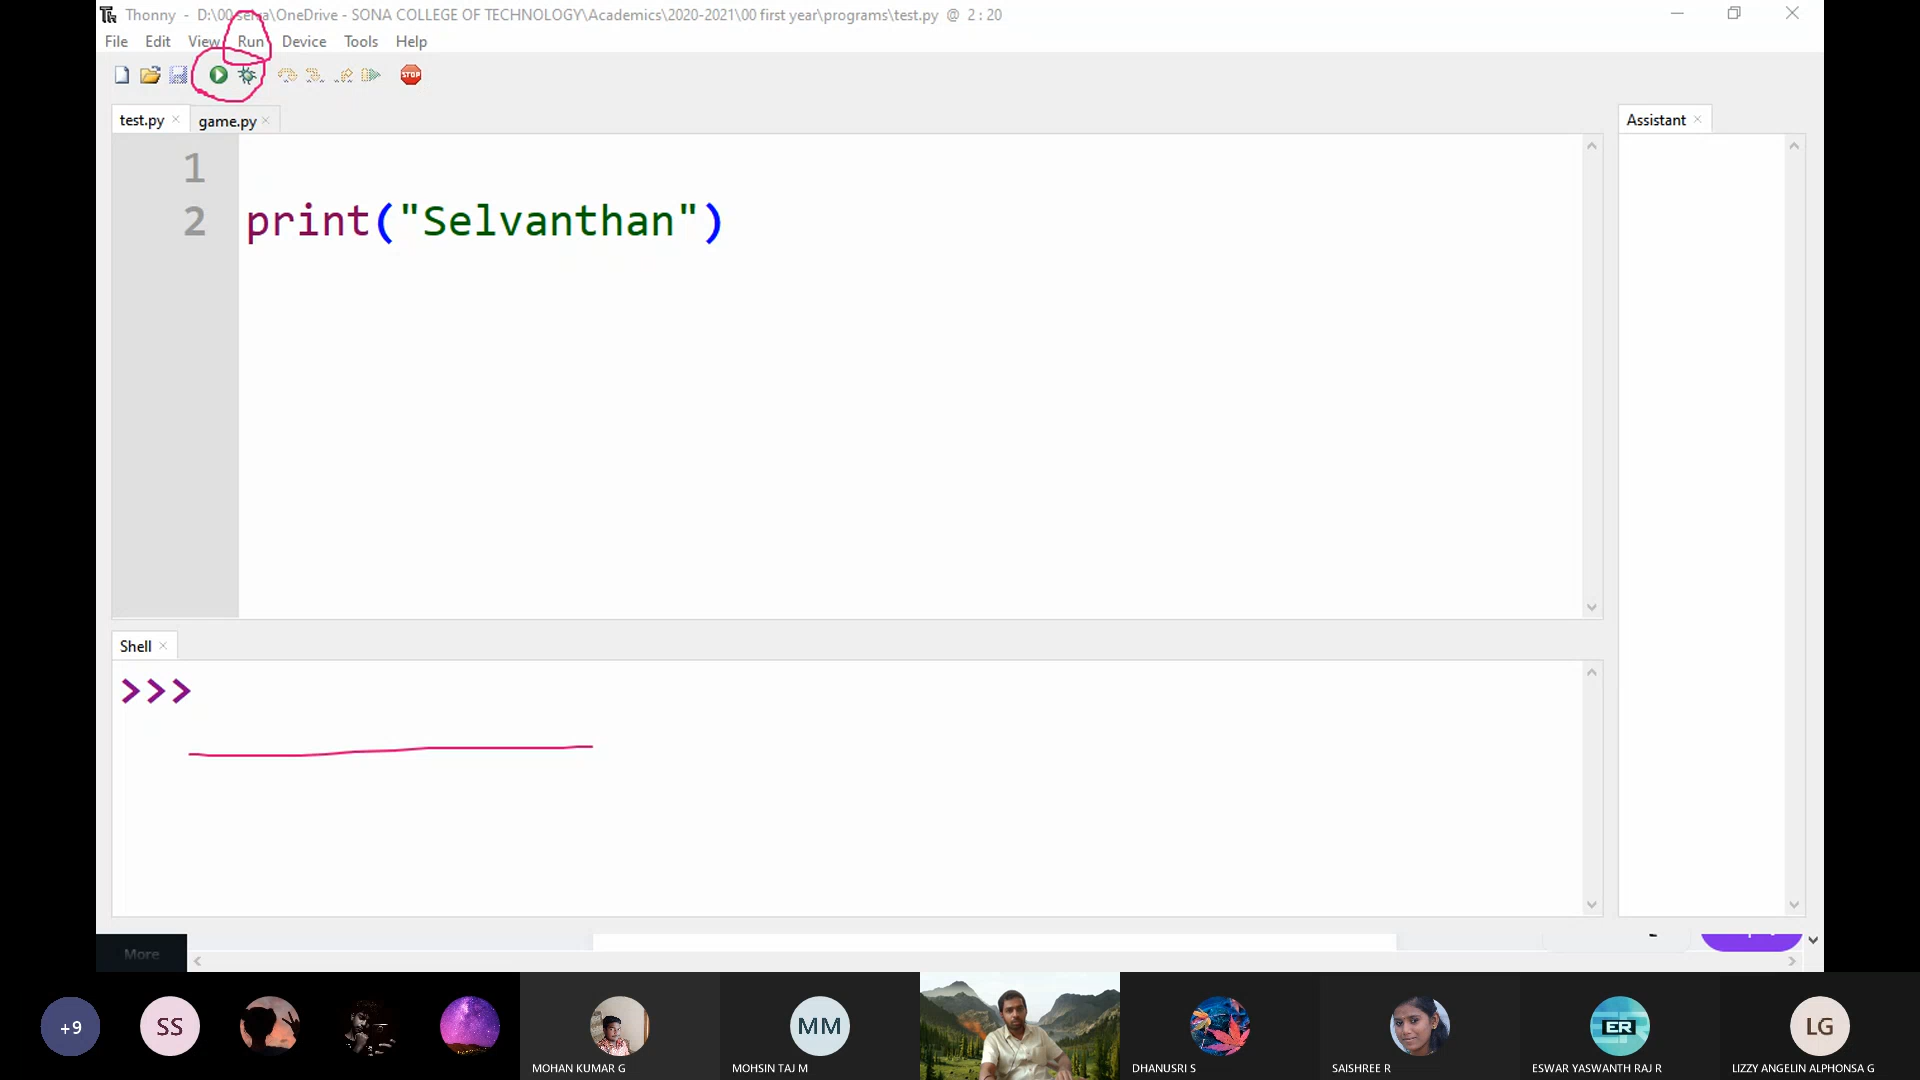 Thonny - D:\00 selva\OneDrive - SONA COLLEGE OF TECHNOLOGY\Academics\2020-2021\00 first year\programs\test.py @ 2 : 20
File Edit View Run Device Tools Help
STOP
test.py × game.py ×
Assistant ×
1
2 print("Selvanthan")
Shell ×
>>>
More
+9 SS MM ER LG
MOHAN KUMAR G MOHSIN TAJ M DHANUSRI S SAISHREE R ESWAR YASWANTH RAJ R LIZZY ANGELIN ALPHONSA G